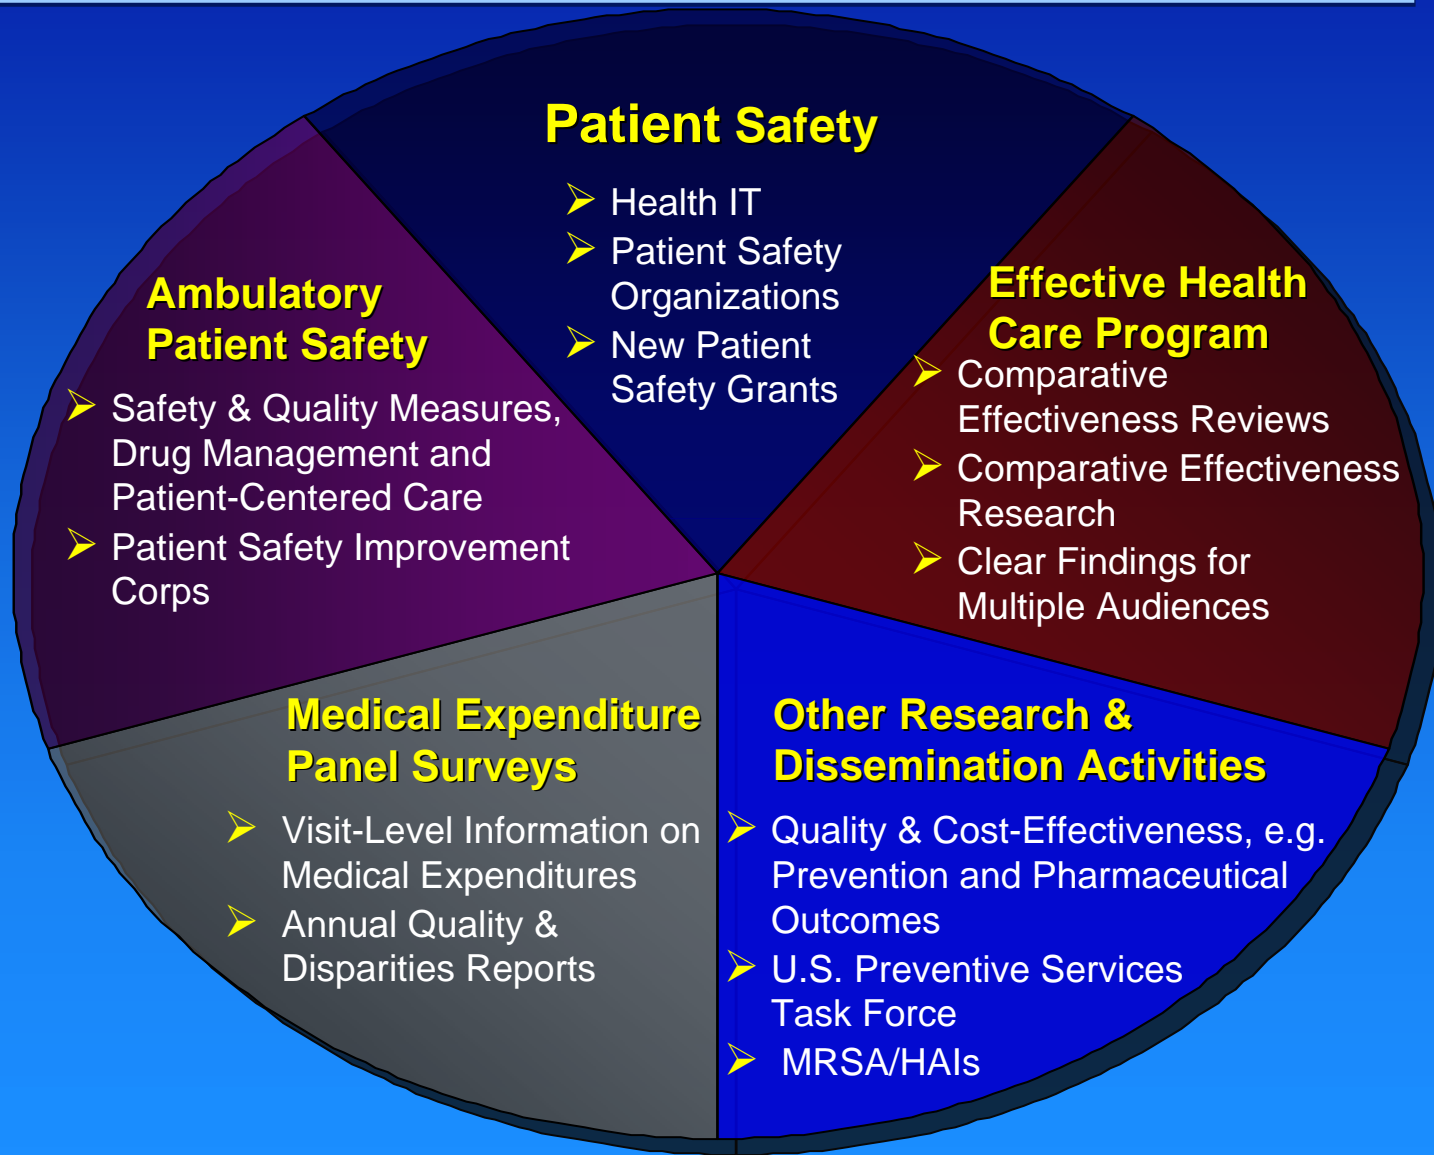 Patient Safety
Health IT
Patient Safety
Organizations
New Patient
Safety Grants
Effective Health
Care Program
Comparative
Effectiveness Reviews
Comparative Effectiveness
Research
Clear Findings for
Multiple Audiences
Other Research &
Dissemination Activities
Quality & Cost-Effectiveness, e.g.
Prevention and Pharmaceutical
Outcomes
U.S. Preventive Services
Task Force
MRSA/HAIs
Medical Expenditure
Panel Surveys
Visit-Level Information on
Medical Expenditures
Annual Quality &
Disparities Reports
Ambulatory
Patient Safety
Safety & Quality Measures,
Drug Management and
Patient-Centered Care
Patient Safety Improvement
Corps